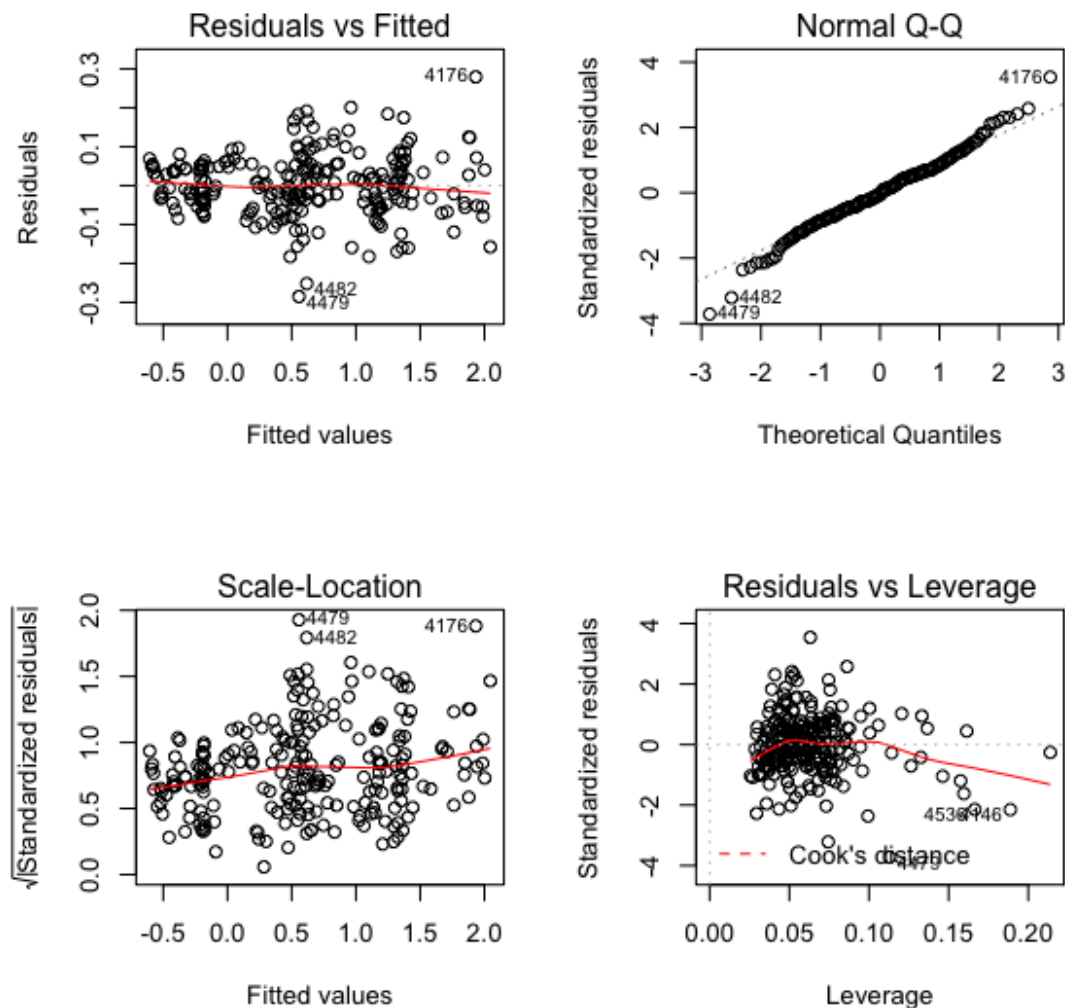 Residuals vs Fitted
Residuals
0.3
0.1
-0.1
-0.3
4176
4482
4479
-0.5 0.0 0.5 1.0 1.5 2.0
Fitted values
Normal Q-Q
Standardized residuals
4
2
0
-2
-4
4176
4482
4479
-3 -2 -1 0 1 2 3
Theoretical Quantiles
Scale-Location
√|Standardized residuals|
2.0
1.5
1.0
0.5
0.0
4479
4482
4176
-0.5 0.0 0.5 1.0 1.5 2.0
Fitted values
Residuals vs Leverage
Standardized residuals
4
2
0
-2
-4
4536
4146
Cook's distance
4479
0.00 0.05 0.10 0.15 0.20
Leverage